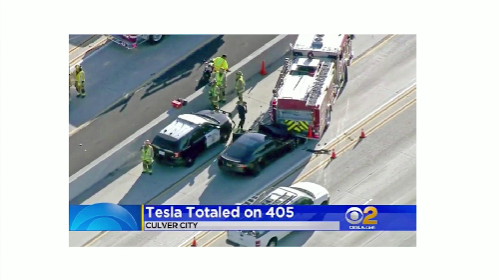 Tesla Totaled on 405
CULVER CITY
2
CBSLA.com